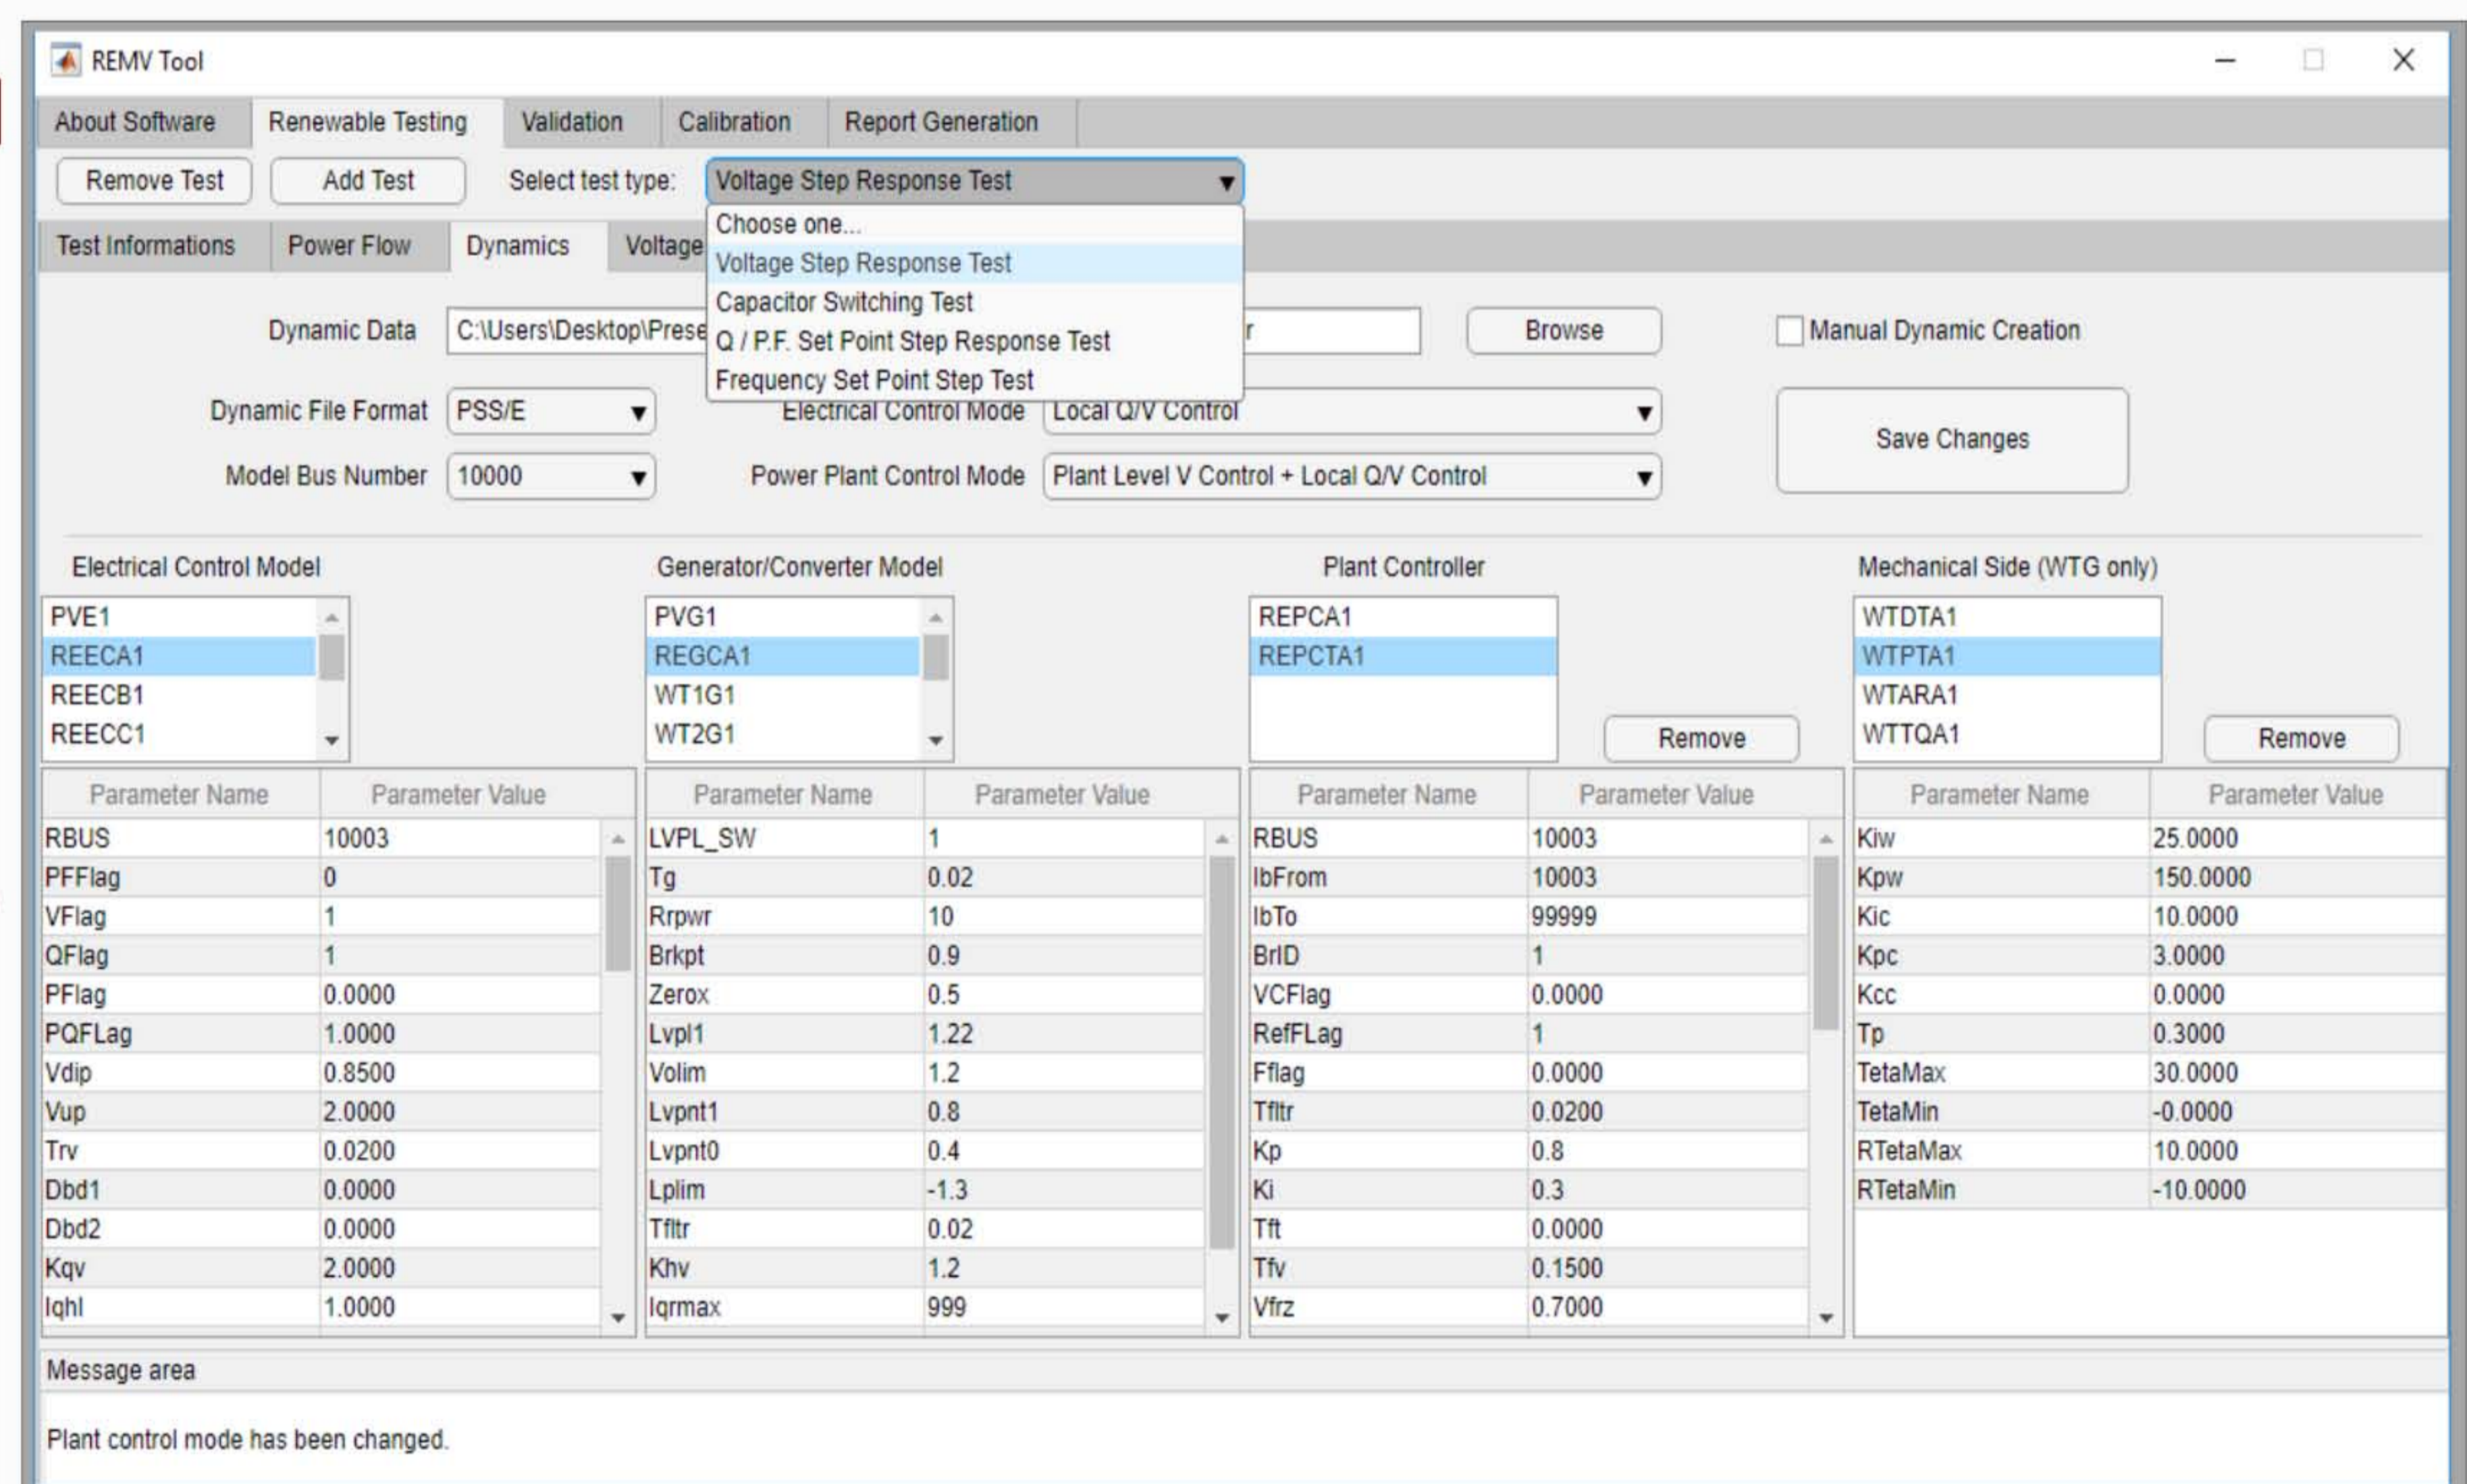 REMV Tool
About Software Renewable Testing Validation Calibration Report Generation
Remove Test Add Test Select test type: Voltage Step Response Test
Choose one...
Test Informations Power Flow Dynamics Voltage
Voltage Step Response Test
Capacitor Switching Test
Dynamic Data C:\Users\Desktop\Prese r Browse Manual Dynamic Creation
Q / P.F. Set Point Step Response Test
Frequency Set Point Step Test
Dynamic File Format PSS/E Electrical Control Mode Local Q/V Control
Save Changes
Model Bus Number 10000 Power Plant Control Mode Plant Level V Control + Local Q/V Control
Electrical Control Model Generator/Converter Model Plant Controller Mechanical Side (WTG only)
PVE1 PVG1 REPCA1 WTDTA1
REECA1 REGCA1 REPCTA1 WTPTA1
REECB1 WT1G1 WTARA1
REECC1 WT2G1 Remove WTTQA1 Remove
Parameter Name Parameter Value Parameter Name Parameter Value Parameter Name Parameter Value Parameter Name Parameter Value
RBUS 10003 LVPL_SW 1 RBUS 10003 Kiw 25.0000
PFFlag 0 Tg 0.02 IbFrom 10003 Kpw 150.0000
VFlag 1 Rrpwr 10 IbTo 99999 Kic 10.0000
QFlag 1 Brkpt 0.9 BrID 1 Kpc 3.0000
PFlag 0.0000 Zerox 0.5 VCFlag 0.0000 Kcc 0.0000
PQFLag 1.0000 Lvpl1 1.22 RefFLag 1 Tp 0.3000
Vdip 0.8500 Volim 1.2 Fflag 0.0000 TetaMax 30.0000
Vup 2.0000 Lvpnt1 0.8 Tfltr 0.0200 TetaMin -0.0000
Trv 0.0200 Lvpnt0 0.4 Kp 0.8 RTetaMax 10.0000
Dbd1 0.0000 Lplim -1.3 Ki 0.3 RTetaMin -10.0000
Dbd2 0.0000 Tfltr 0.02 Tft 0.0000
Kqv 2.0000 Khv 1.2 Tfv 0.1500
Iqhl 1.0000 Iqrmax 999 Vfrz 0.7000
Message area
Plant control mode has been changed.